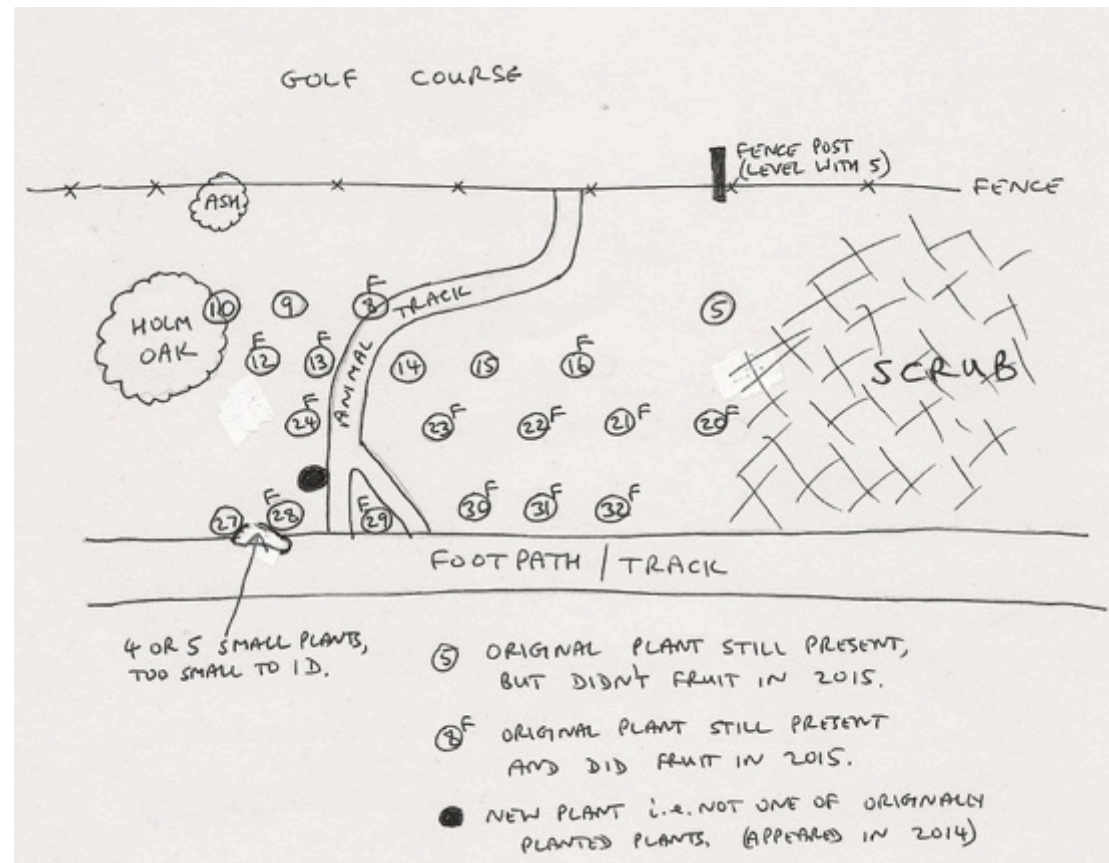 GOLF COURSE
FENCE POST
(LEVEL WITH 5)
FENCE
ASH
HOLM
OAK
10 9 8 F 5
ANIMAL TRACK
12 F 13 F 14 15 16 F
SCRUB
24 F 23 F 22 F 21 F 20 F
27 28 F 29 F 30 F 31 F 32 F
FOOTPATH / TRACK
4 OR 5 SMALL PLANTS,
TOO SMALL TO ID.
5 ORIGINAL PLANT STILL PRESENT,
BUT DIDN'T FRUIT IN 2015.
8 F ORIGINAL PLANT STILL PRESENT
AND DID FRUIT IN 2015.
NEW PLANT i.e. NOT ONE OF ORIGINALLY
PLANTED PLANTS. (APPEARED IN 2014)